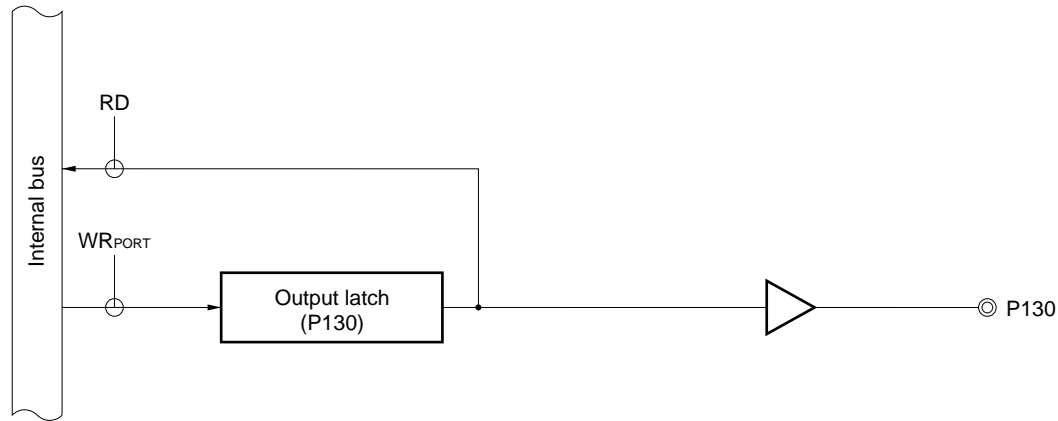 RD
Internal bus
WRPORT
Output latch
(P130)
P130